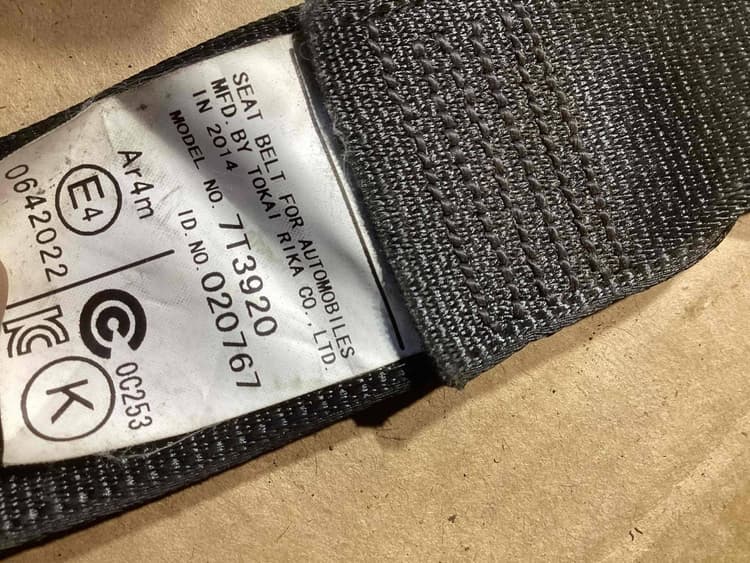 SEAT BELT FOR AUTOMOBILES
MFD. BY TOKAI RIKA CO., LTD.
IN 2014
MODEL NO. 7T3920
ID. NO. 020767
Ar4m
E4
0642022
0C253
K